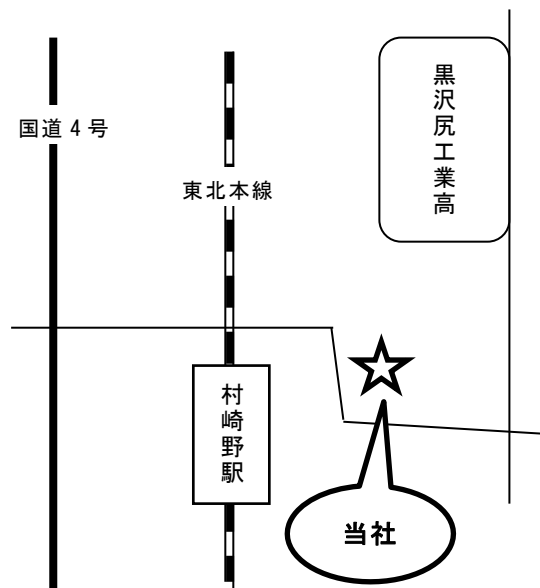 国道４号
東北本線
黒沢尻工業高
村崎野駅
当社